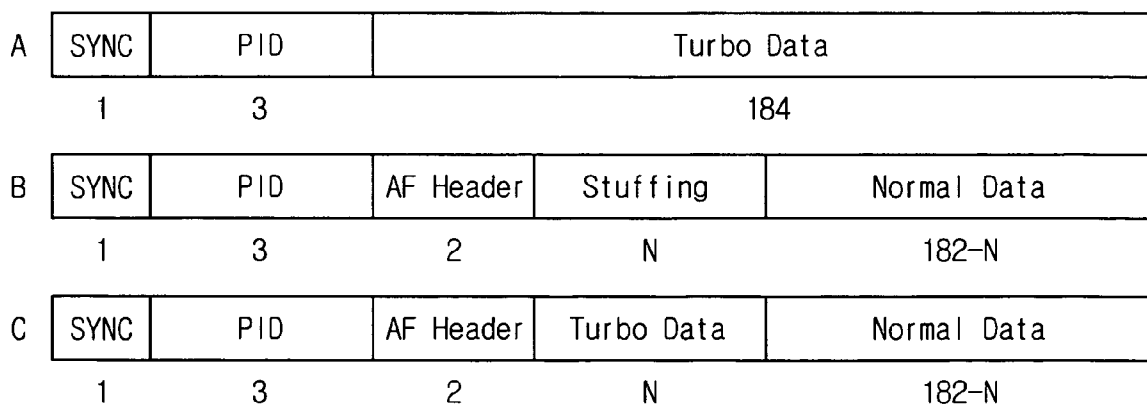 A SYNC PID Turbo Data
1 3 184
B SYNC PID AF Header Stuffing Normal Data
1 3 2 N 182-N
C SYNC PID AF Header Turbo Data Normal Data
1 3 2 N 182-N